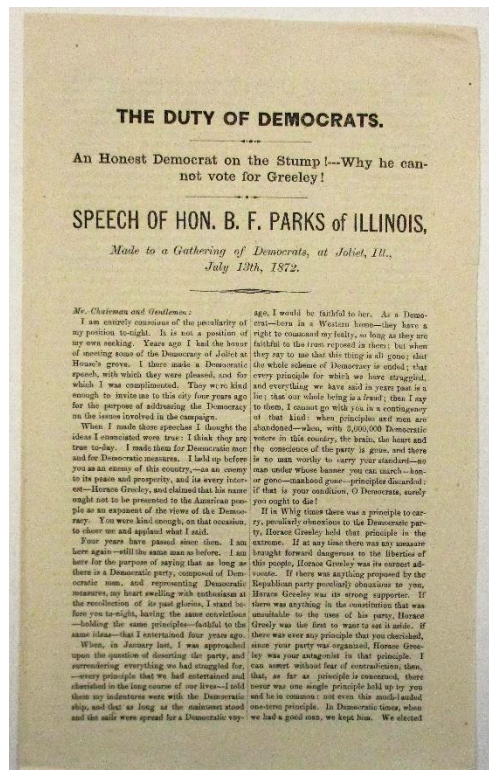 THE DUTY OF DEMOCRATS.
An Honest Democrat on the Stump!---Why he can-
not vote for Greeley!
SPEECH OF HON. B. F. PARKS of ILLINOIS,
Made to a Gathering of Democrats, at Joliet, Ill.,
July 13th, 1872.
Mr. Chairman and Gentlemen:
I am entirely conscious of the peculiarity of
my position to-night. It is not a position of
my own seeking. Years ago I had the honor
of meeting some of the Democracy of Joliet at
House's grove. I there made a Democratic
speech, with which they were pleased, and for
which I was complimented. They were kind
enough to invite me to this city four years ago
for the purpose of addressing the Democracy
on the issues involved in the campaign.
When I made those speeches I thought the
ideas I enunciated were true: I think they are
true to-day. I made them for Democratic men
and for Democratic measures. I held up before
you as an enemy of this country,—as an enemy
to its peace and prosperity, and its every inter-
est—Horace Greeley, and claimed that his name
ought not to be presented to the American peo-
ple as an exponent of the views of the Democ-
racy. You were kind enough, on that occasion,
to cheer me and applaud what I said.
Four years have passed since then. I am
here again—still the same man as before. I am
here for the purpose of saying that as long as
there is a Democratic party, composed of Dem-
ocratic men, and representing Democratic
measures, my heart swelling with enthusiasm at
the recollection of its past glories, I stand be-
fore you to-night, having the same convictions
—holding the same principles—faithful to the
same ideas—that I entertained four years ago.
When, in January last, I was approached
upon the question of deserting the party, and
surrendering everything we had struggled for,
—every principle that we had entertained and
cherished in the long course of our lives—I told
them my indentures were with the Democratic
ship, and that as long as the mainmast stood
and the sails were spread for a Democratic voy-
ago, I would be faithful to her. As a Demo-
crat—born in a Western home—they have a
right to command my fealty, so long as they are
faithful to the trust reposed in them; but when
they say to me that this thing is all gone; that
the whole scheme of Democracy is ended; that
every principle for which we have struggled,
and everything we have said in years past is a
lie; that our whole being is a fraud; then I say
to them, I cannot go with you in a contingency
of that kind: when principles and men are
abandoned—when, with 3,000,000 Democratic
voters in this country, the brain, the heart and
the conscience of the party is gone, and there
is no man worthy to carry your standard—no
man under whose banner you can march—hon-
or gone—manhood gone—principles discarded:
if that is your condition, O Democrats, surely
you ought to die!
If in Whig times there was a principle to car-
ry, peculiarly obnoxious to the Democratic par-
ty, Horace Greeley held that principle in the
extreme. If at any time there was any measure
brought forward dangerous to the liberties of
this people, Horace Greeley was its earnest ad-
vocate. If there was anything proposed by the
Republican party peculiarly obnoxious to you,
Horace Greeley was its strong supporter. If
there was anything in the constitution that was
unsuitable to the uses of his party, Horace
Greely was the first to want to set it aside. If
there was ever any principle that you cherished,
since your party was organized, Horace Gree-
ley was your antagonist in that principle. I
can assert without fear of contradiction, then,
that, as far as principle is concerned, there
never was one single principle held up by you
and he in common: not even this much-lauded
one-term principle. In Democratic times, when
we had a good man, we kept him. We elected